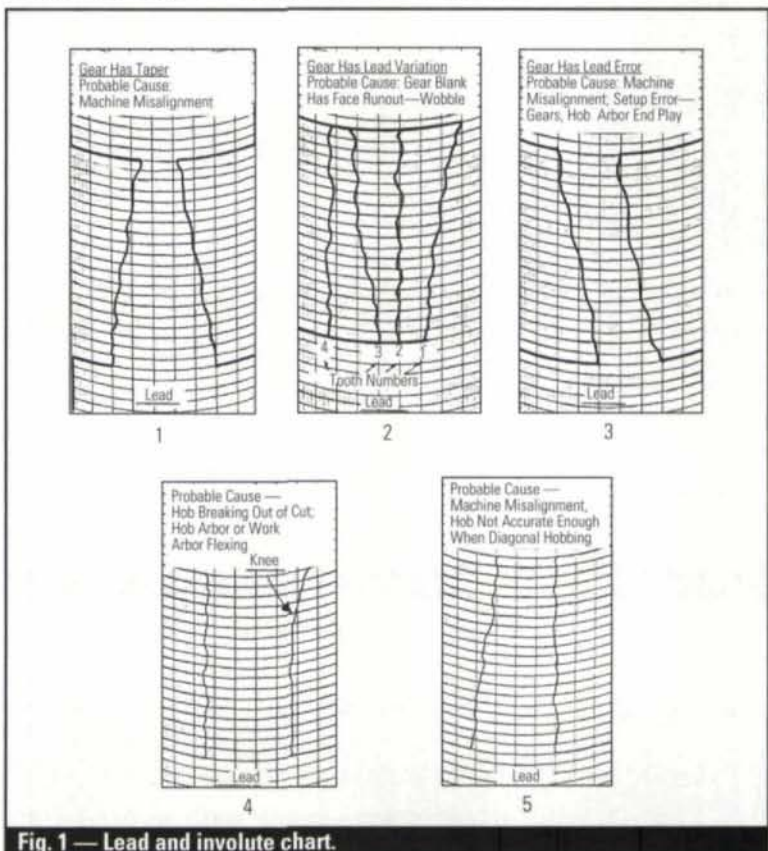 Gear Has Taper
Probable Cause:
Machine Misalignment
Lead
1
Gear Has Lead Variation
Probable Cause: Gear Blank
Has Face Runout—Wobble
4 3 2 1
Tooth Numbers
Lead
2
Gear Has Lead Error
Probable Cause: Machine
Misalignment, Setup Error—
Gears, Hob Arbor End Play
Lead
3
Probable Cause —
Hob Breaking Out of Cut;
Hob Arbor or Work
Arbor Flexing
Knee
Lead
4
Probable Cause —
Machine Misalignment,
Hob Not Accurate Enough
When Diagonal Hobbing
Lead
5
Fig. 1 — Lead and involute chart.